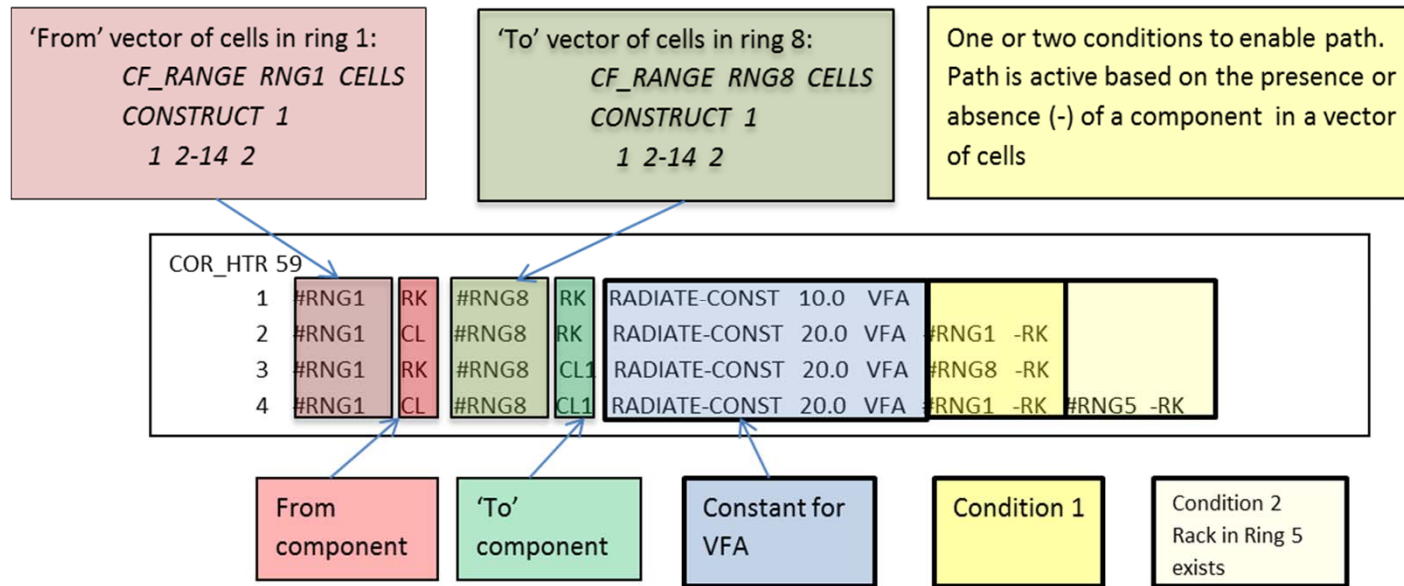 ‘From’ vector of cells in ring 1:
CF_RANGE RNG1 CELLS
CONSTRUCT 1
1 2-14 2
‘To’ vector of cells in ring 8:
CF_RANGE RNG8 CELLS
CONSTRUCT 1
1 2-14 2
One or two conditions to enable path.
Path is active based on the presence or
absence (-) of a component in a vector
of cells
COR_HTR 59
1 #RNG1 RK #RNG8 RK RADIATE-CONST 10.0 VFA
2 #RNG1 CL #RNG8 RK RADIATE-CONST 20.0 VFA #RNG1 -RK
3 #RNG1 RK #RNG8 CL1 RADIATE-CONST 20.0 VFA #RNG8 -RK
4 #RNG1 CL #RNG8 CL1 RADIATE-CONST 20.0 VFA #RNG1 -RK #RNG5 -RK
From
component
‘To’
component
Constant for
VFA
Condition 1
Condition 2
Rack in Ring 5
exists